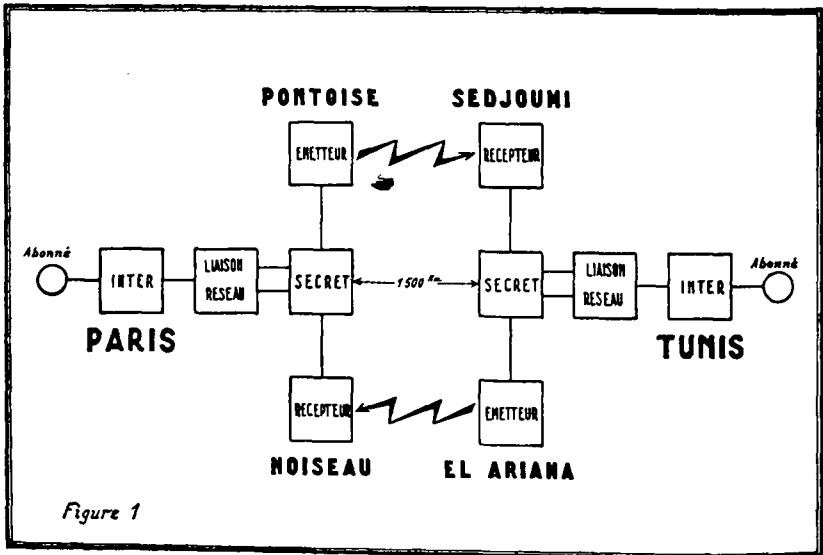 PONTOISE SEDJOUMI
EMETTEUR RECEPTEUR
Abonné INTER LIAISON RESEAU SECRET 1500 Km SECRET LIAISON RESEAU INTER Abonné
PARIS TUNIS
RECEPTEUR EMETTEUR
NOISEAU EL ARIANA
Figure 1